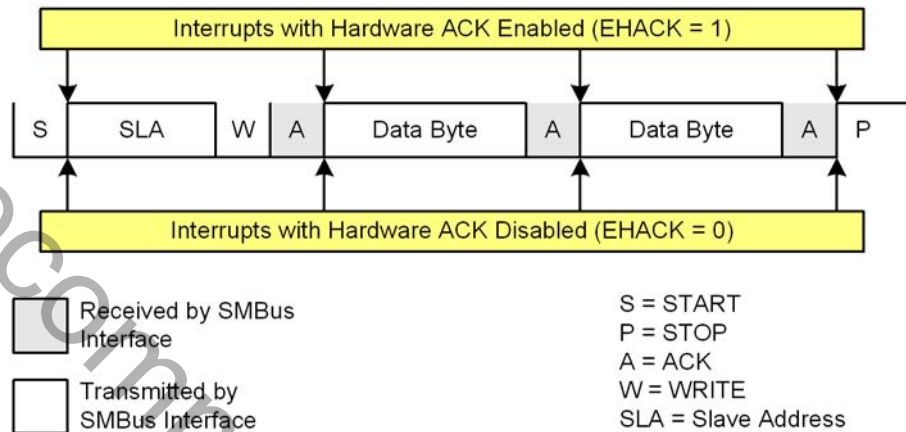 Interrupts with Hardware ACK Enabled (EHACK = 1)
S SLA W A Data Byte A Data Byte A P
Interrupts with Hardware ACK Disabled (EHACK = 0)
Received by SMBus
Interface
Transmitted by
SMBus Interface
S = START
P = STOP
A = ACK
W = WRITE
SLA = Slave Address